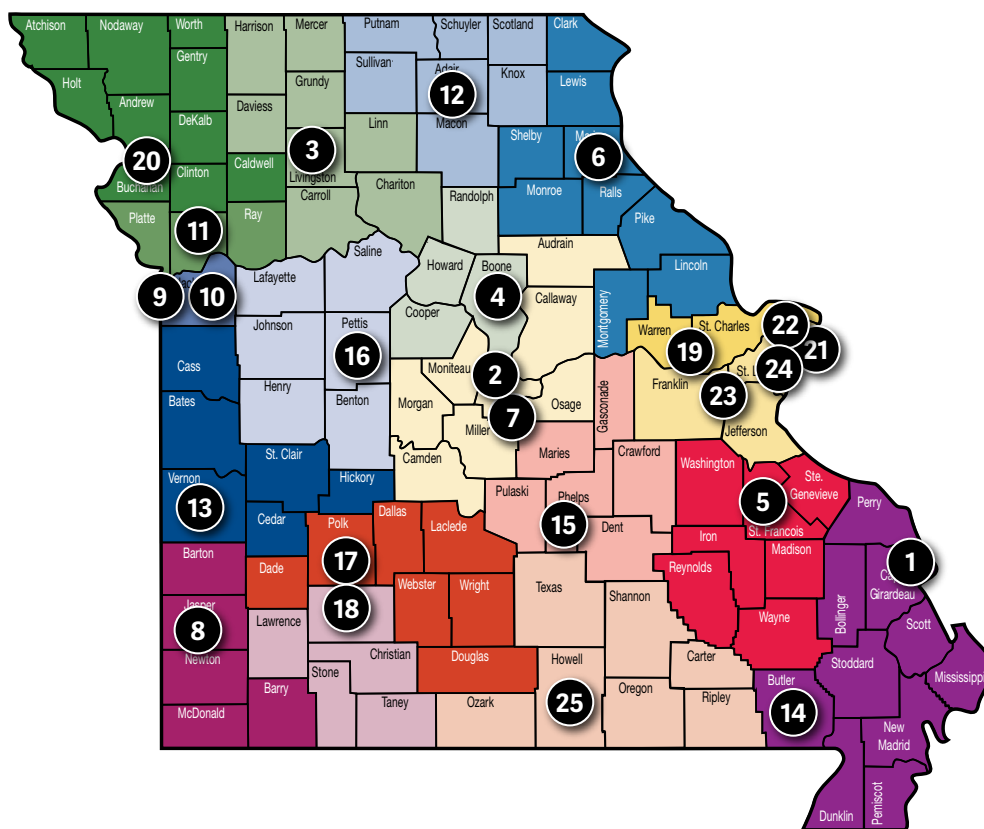 Atchison
Nodaway
Worth
Harrison
Mercer
Putnam
Schuyler
Scotland
Clark
Gentry
Sullivan
Adair
Knox
Lewis
Holt
Grundy
12
Andrew
Daviess
DeKalb
Linn
Macon
Shelby
20
3
6
Clinton
Caldwell
Livingston
Buchanan
Chariton
Monroe
Ralls
Carroll
Randolph
Platte
Ray
Pike
11
Audrain
Saline
Howard
Boone
Lincoln
Lafayette
9
10
4
Callaway
Cooper
Montgomery
Johnson
Pettis
Warren
St. Charles
22
16
19
21
Cass
Moniteau
2
24
Henry
Franklin
23
Bates
Benton
Morgan
Osage
Gasconade
7
Miller
Jefferson
St. Clair
Camden
Maries
Crawford
Washington
Ste.
Genevieve
Vernon
Hickory
Pulaski
Phelps
5
Perry
13
Cedar
Polk
Dallas
Laclede
15
Dent
St. Francois
Iron
Barton
17
Madison
1
Dade
Reynolds
Webster
Wright
Texas
Girardeau
Jasper
18
Shannon
Bollinger
Lawrence
Wayne
Scott
8
Newton
Christian
Douglas
Howell
Carter
Stoddard
Stone
Mississippi
Barry
Butler
McDonald
Taney
Ozark
25
Oregon
Ripley
14
New
Madrid
Dunklin
Pemiscot